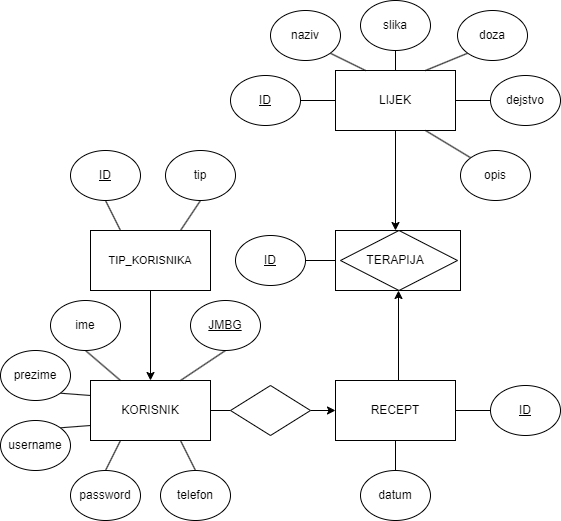 slika
naziv
doza
ID
LIJEK
dejstvo
ID
tip
opis
TIP_KORISNIKA
ID
TERAPIJA
ime
JMBG
prezime
KORISNIK
RECEPT
ID
username
password
telefon
datum